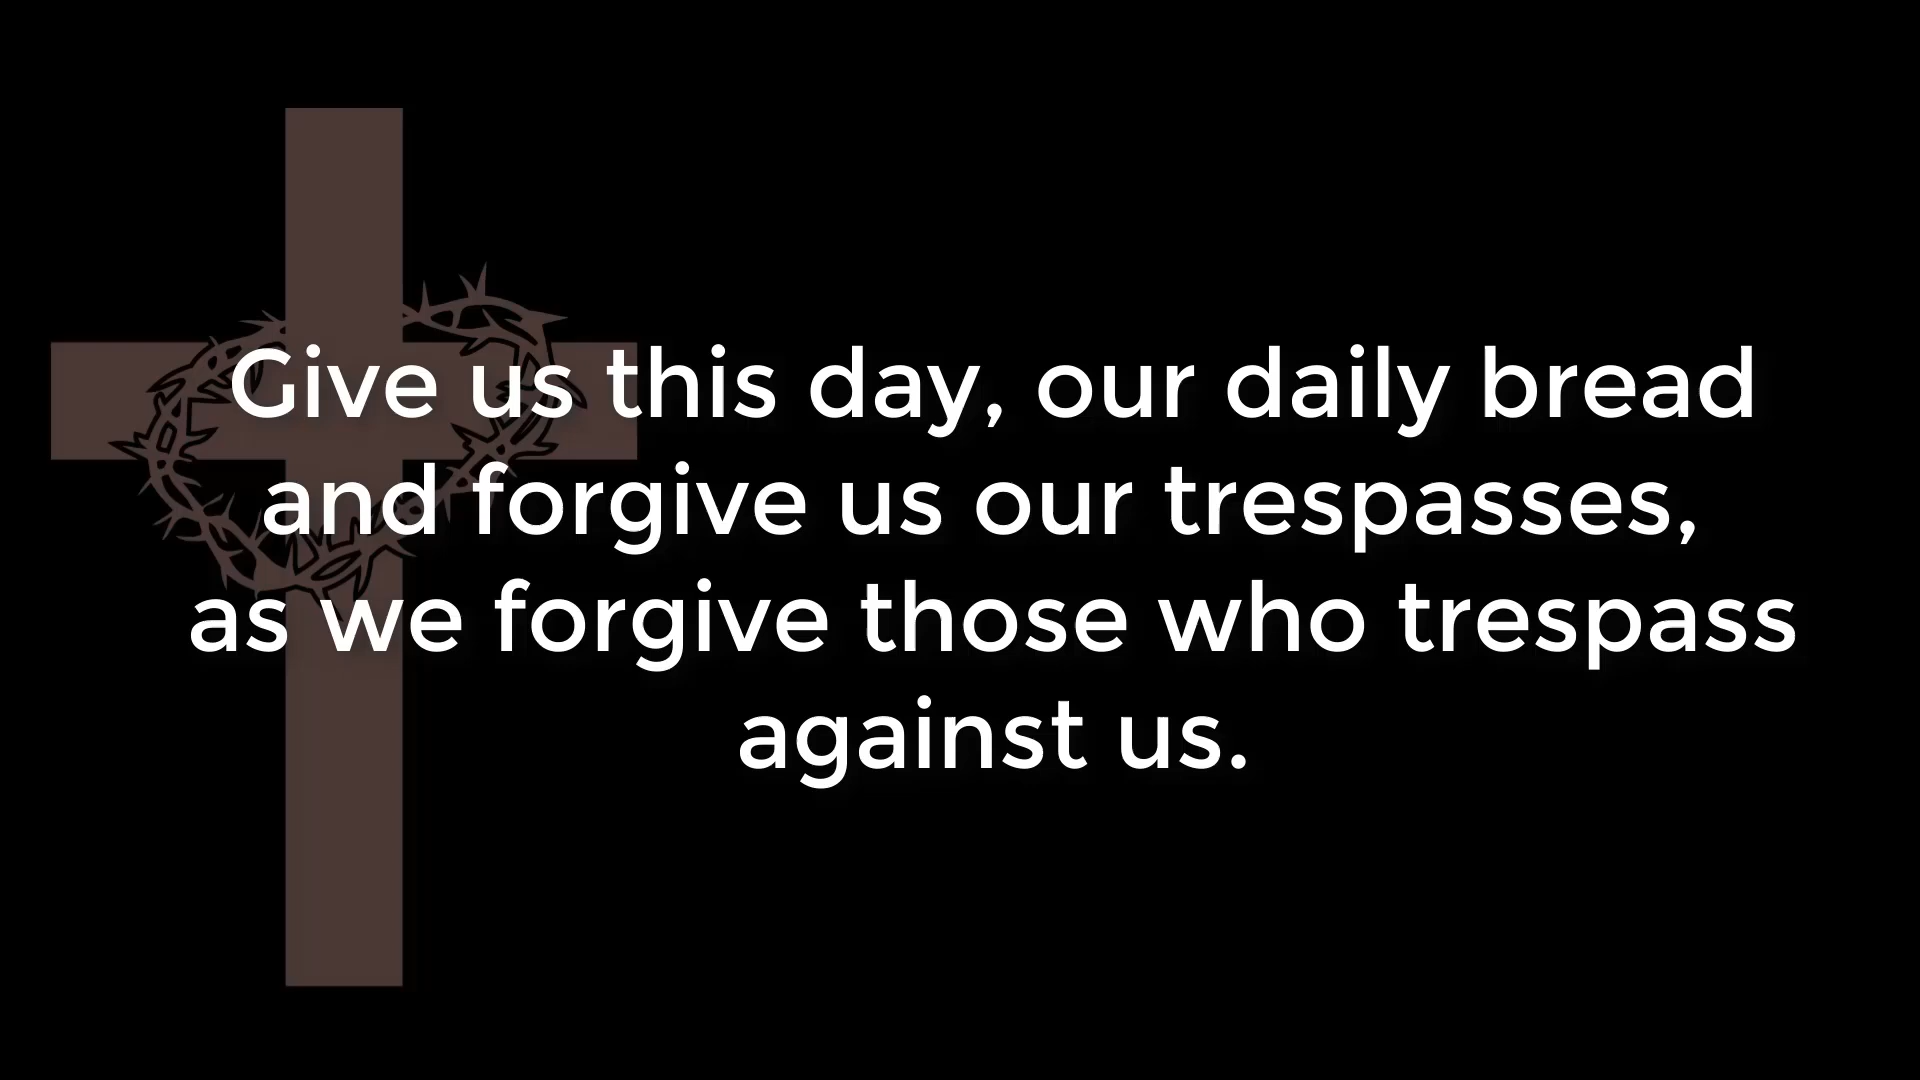 Give us this day, our daily bread
and forgive us our trespasses,
as we forgive those who trespass
against us.